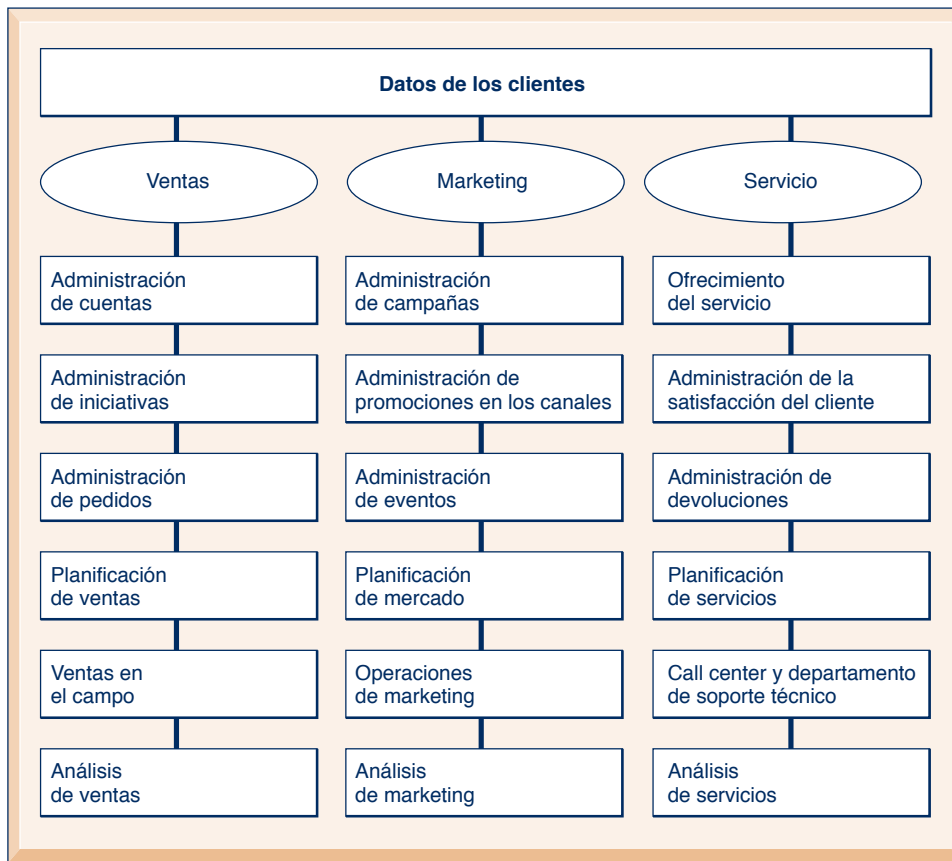 Datos de los clientes
Ventas
Administración
de cuentas
Administración
de iniciativas
Administración
de pedidos
Planificación
de ventas
Ventas en
el campo
Análisis
de ventas
Marketing
Administración
de campañas
Administración de
promociones en los canales
Administración
de eventos
Planificación
de mercado
Operaciones
de marketing
Análisis
de marketing
Servicio
Ofrecimiento
del servicio
Administración de la
satisfacción del cliente
Administración de
devoluciones
Planificación
de servicios
Call center y departamento
de soporte técnico
Análisis
de servicios